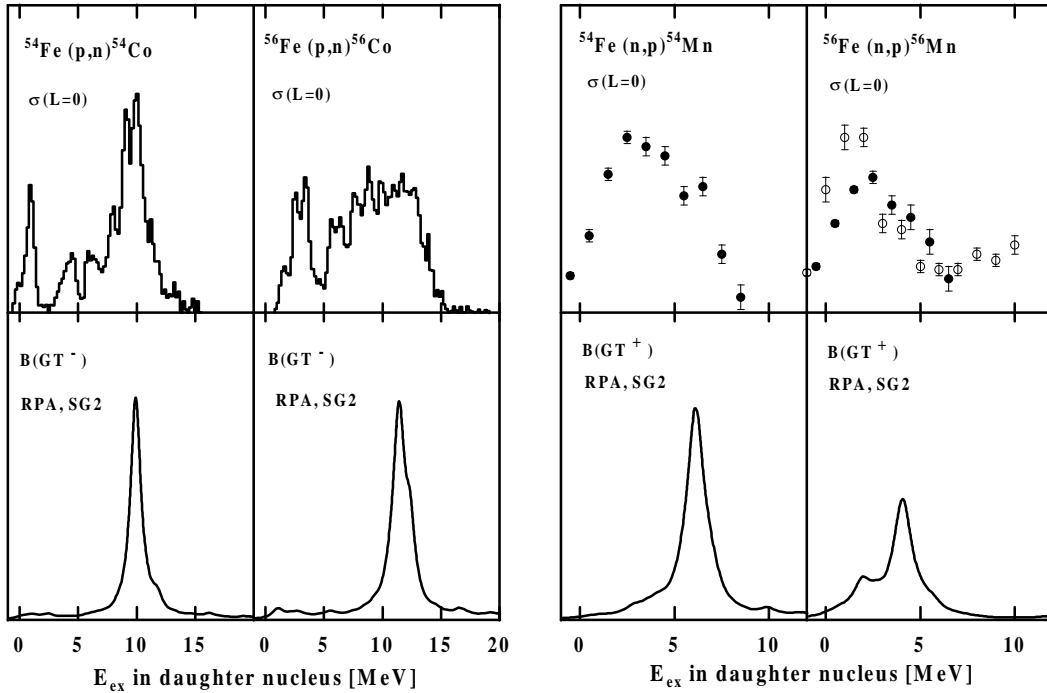 ⁵⁴Fe (p,n)⁵⁴Co
σ(L=0)
⁵⁶Fe (p,n)⁵⁶Co
σ(L=0)
⁵⁴Fe (n,p)⁵⁴Mn
σ(L=0)
⁵⁶Fe (n,p)⁵⁶Mn
σ(L=0)
B(GT⁻)
RPA, SG2
B(GT⁻)
RPA, SG2
B(GT⁺)
RPA, SG2
B(GT⁺)
RPA, SG2
0 5 10 15 0 5 10 15 20
0 5 10 0 5 10
E_ex in daughter nucleus [MeV]
E_ex in daughter nucleus [MeV]